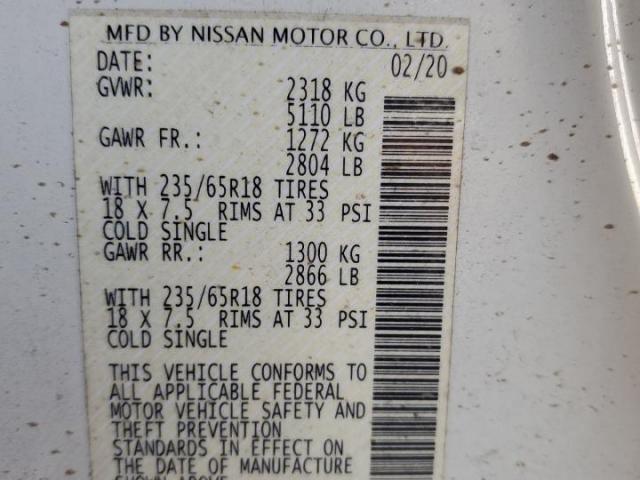 MFD BY NISSAN MOTOR CO., LTD.
DATE: 02/20
GVWR: 2318 KG
5110 LB
GAWR FR.: 1272 KG
2804 LB
WITH 235/65R18 TIRES
18 X 7.5 RIMS AT 33 PSI
COLD SINGLE
GAWR RR.: 1300 KG
2866 LB
WITH 235/65R18 TIRES
18 X 7.5 RIMS AT 33 PSI
COLD SINGLE
THIS VEHICLE CONFORMS TO
ALL APPLICABLE FEDERAL
MOTOR VEHICLE SAFETY AND
THEFT PREVENTION
STANDARDS IN EFFECT ON
THE DATE OF MANUFACTURE
SHOWN ABOVE